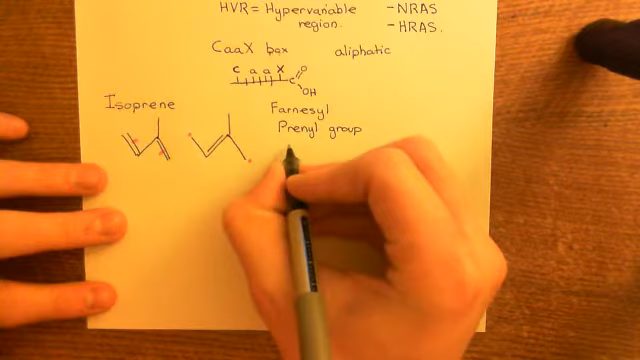 HVR = Hypervariable region.
- NRAS
- HRAS.
CaaX box aliphatic
C a a X
C O
OH
Isoprene
Farnesyl
Prenyl group